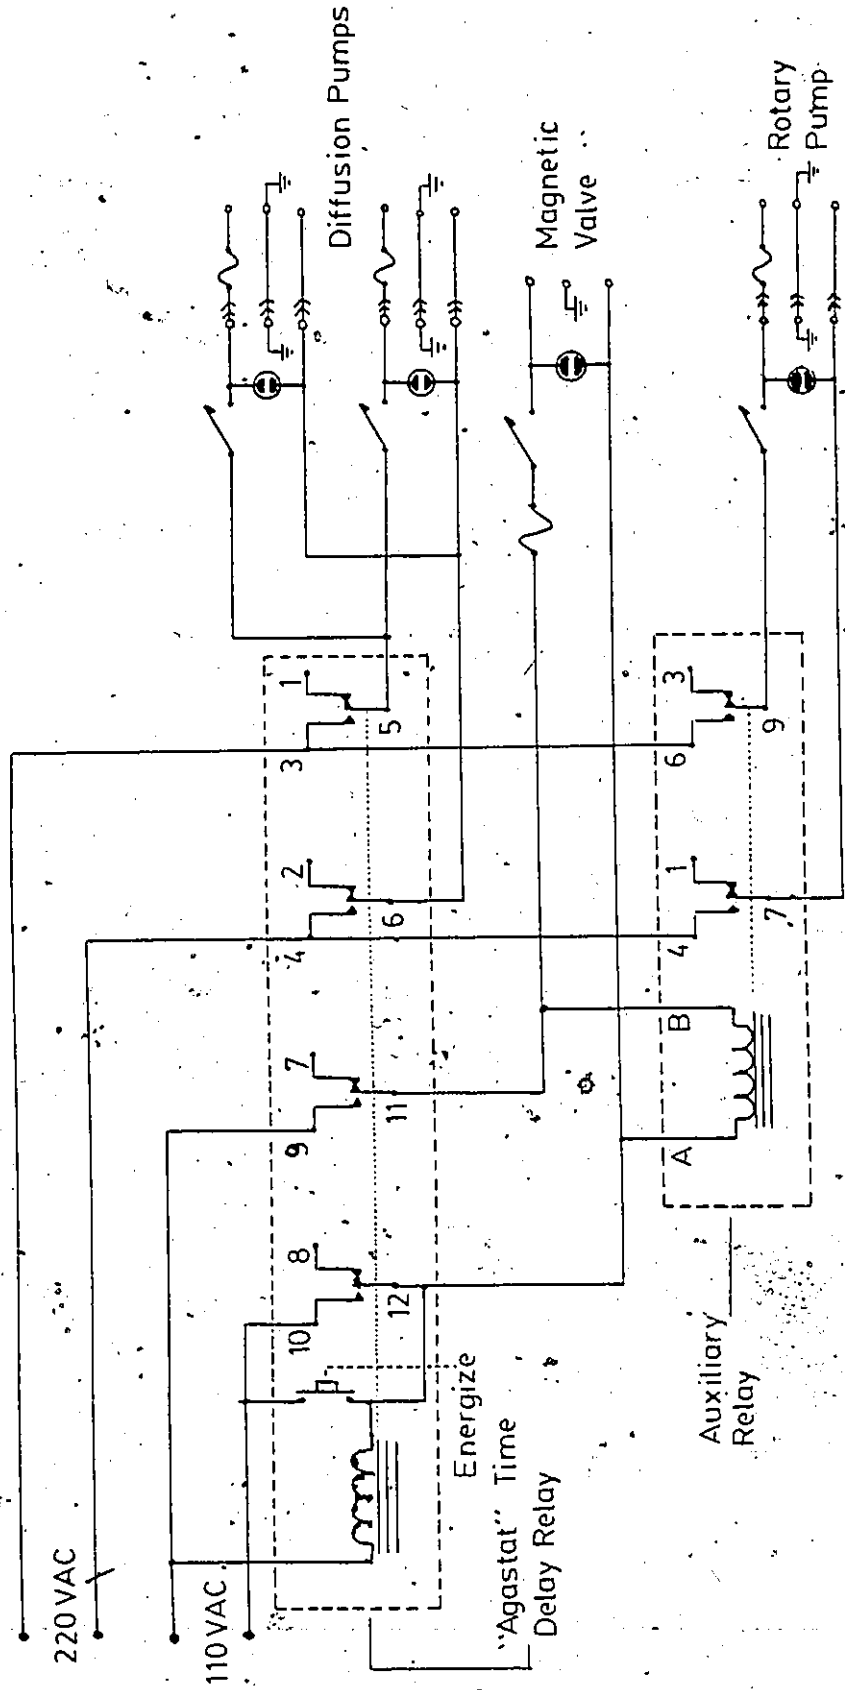 Diffusion Pumps
Magnetic
Valve
Rotary
Pump
1
3
5
2
4
6
7
9
11
8
10
12
3
6
9
1
4
7
B
A
220 VAC
110 VAC
Energize
"Agastat" Time
Delay Relay
Auxiliary
Relay